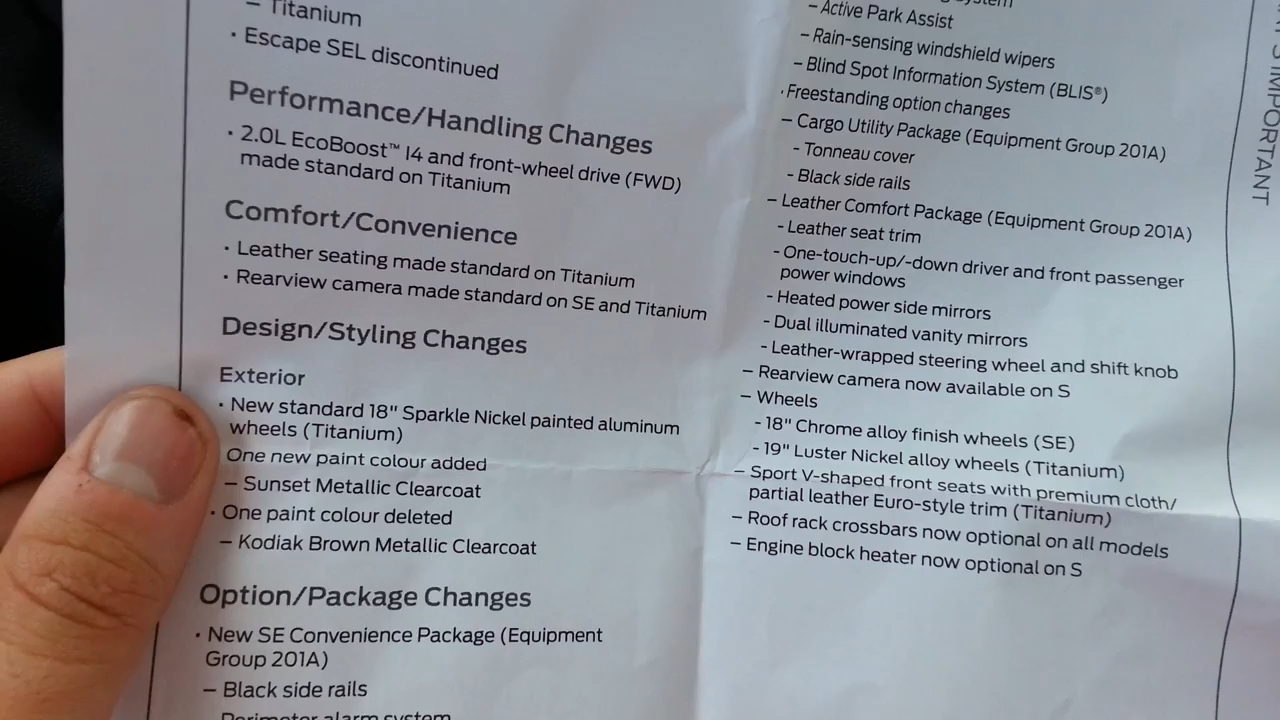 – Titanium
· Escape SEL discontinued
Performance/Handling Changes
· 2.0L EcoBoost™ I4 and front-wheel drive (FWD)
made standard on Titanium
Comfort/Convenience
· Leather seating made standard on Titanium
· Rearview camera made standard on SE and Titanium
Design/Styling Changes
Exterior
· New standard 18" Sparkle Nickel painted aluminum
wheels (Titanium)
One new paint colour added
– Sunset Metallic Clearcoat
· One paint colour deleted
– Kodiak Brown Metallic Clearcoat
Option/Package Changes
· New SE Convenience Package (Equipment
Group 201A)
– Black side rails
– Perimeter alarm system
– Active Park Assist
– Rain-sensing windshield wipers
– Blind Spot Information System (BLIS®)
· Freestanding option changes
– Cargo Utility Package (Equipment Group 201A)
- Tonneau cover
- Black side rails
– Leather Comfort Package (Equipment Group 201A)
- Leather seat trim
- One-touch-up/-down driver and front passenger
power windows
- Heated power side mirrors
- Dual illuminated vanity mirrors
- Leather-wrapped steering wheel and shift knob
– Rearview camera now available on S
– Wheels
- 18" Chrome alloy finish wheels (SE)
- 19" Luster Nickel alloy wheels (Titanium)
– Sport V-shaped front seats with premium cloth/
partial leather Euro-style trim (Titanium)
– Roof rack crossbars now optional on all models
– Engine block heater now optional on S
IMPORTANT